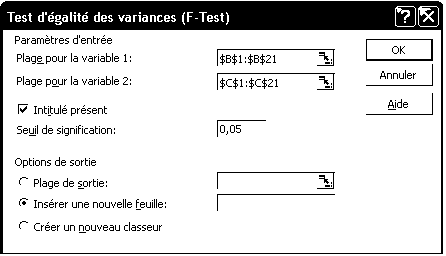 Test d'égalité des variances (F-Test)
Paramètres d'entrée
Plage pour la variable 1: $B$1:$B$21
Plage pour la variable 2: $C$1:$C$21
Intitulé présent
Seuil de signification: 0,05
Options de sortie
Plage de sortie:
Insérer une nouvelle feuille:
Créer un nouveau classeur
OK
Annuler
Aide